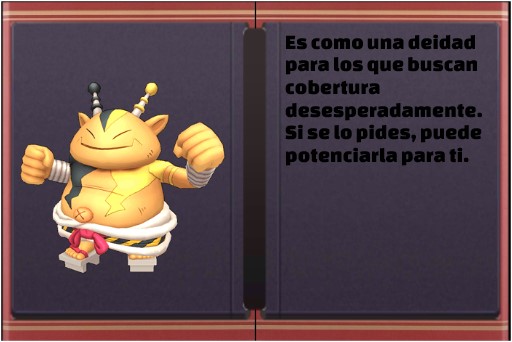 Es como una deidad
para los que buscan
cobertura
desesperadamente.
Si se lo pides, puede
potenciarla para ti.